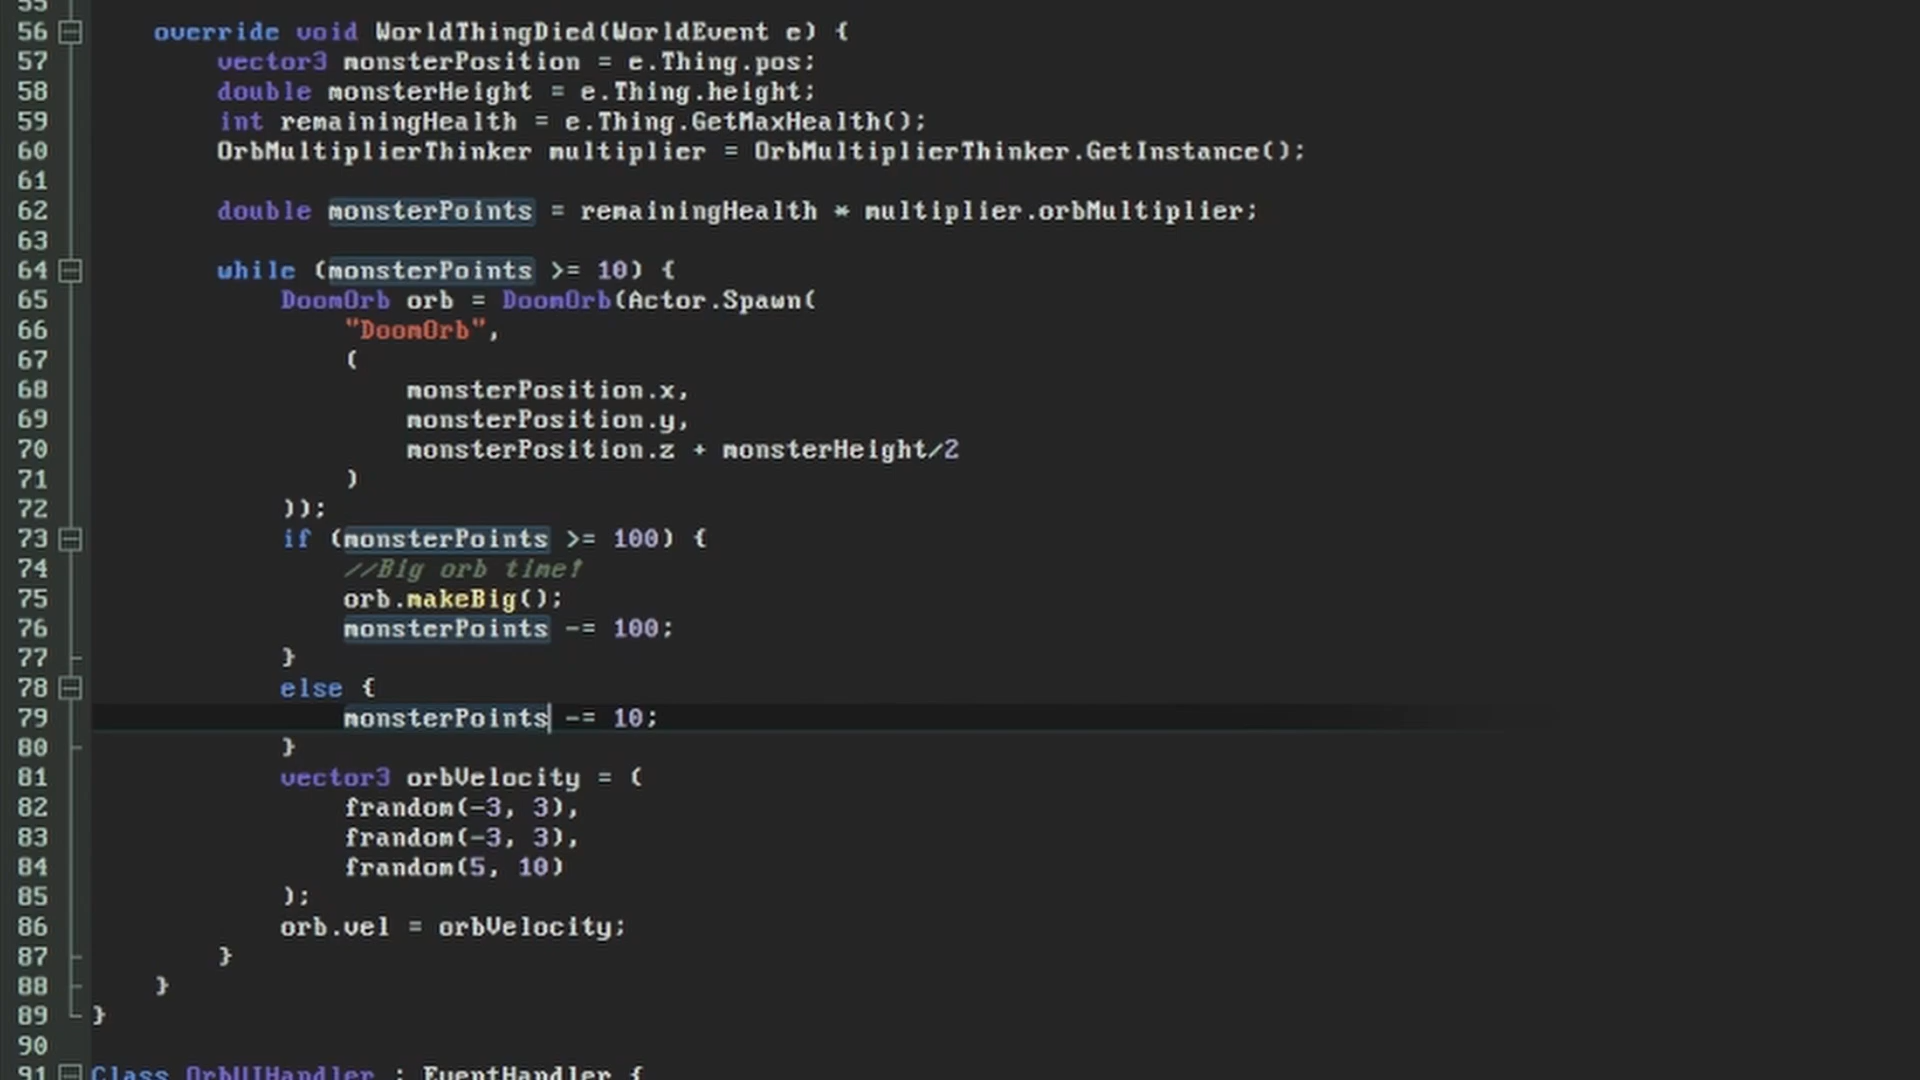 55
56 override void WorldThingDied(WorldEvent e) {
57 vector3 monsterPosition = e.Thing.pos;
58 double monsterHeight = e.Thing.height;
59 int remainingHealth = e.Thing.GetMaxHealth();
60 OrbMultiplierThinker multiplier = OrbMultiplierThinker.GetInstance();
61
62 double monsterPoints = remainingHealth * multiplier.orbMultiplier;
63
64 while (monsterPoints >= 10) {
65 DoomOrb orb = DoomOrb(Actor.Spawn(
66 "DoomOrb",
67 (
68 monsterPosition.x,
69 monsterPosition.y,
70 monsterPosition.z + monsterHeight/2
71 )
72 ));
73 if (monsterPoints >= 100) {
74 //Big orb time!
75 orb.makeBig();
76 monsterPoints -= 100;
77 }
78 else {
79 monsterPoints -= 10;
80 }
81 vector3 orbVelocity = (
82 frandom(-3, 3),
83 frandom(-3, 3),
84 frandom(5, 10)
85 );
86 orb.vel = orbVelocity;
87 }
88 }
89 }
90
91 Class OrbUIHandler : EventHandler {